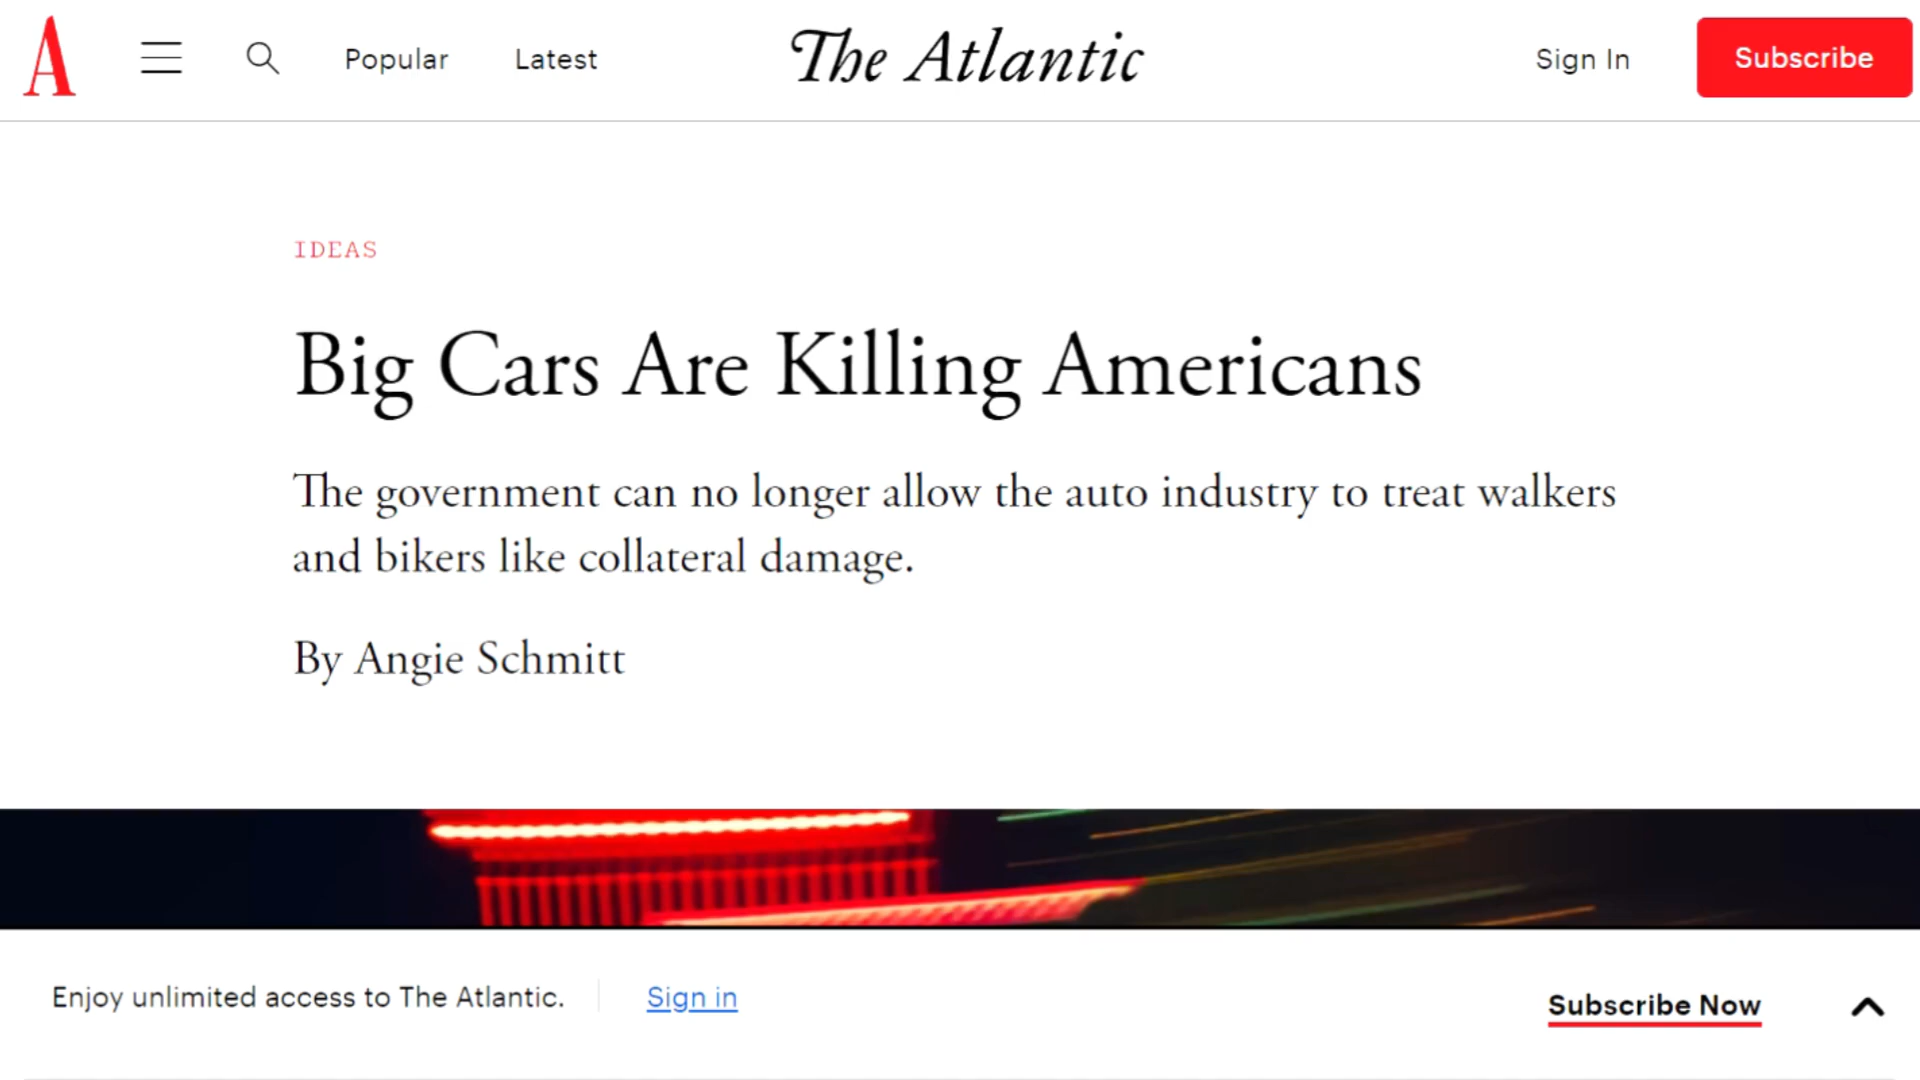 A
Popular
Latest
The Atlantic
Sign In
Subscribe
IDEAS
Big Cars Are Killing Americans
The government can no longer allow the auto industry to treat walkers
and bikers like collateral damage.
By Angie Schmitt
Enjoy unlimited access to The Atlantic.
Sign in
Subscribe Now